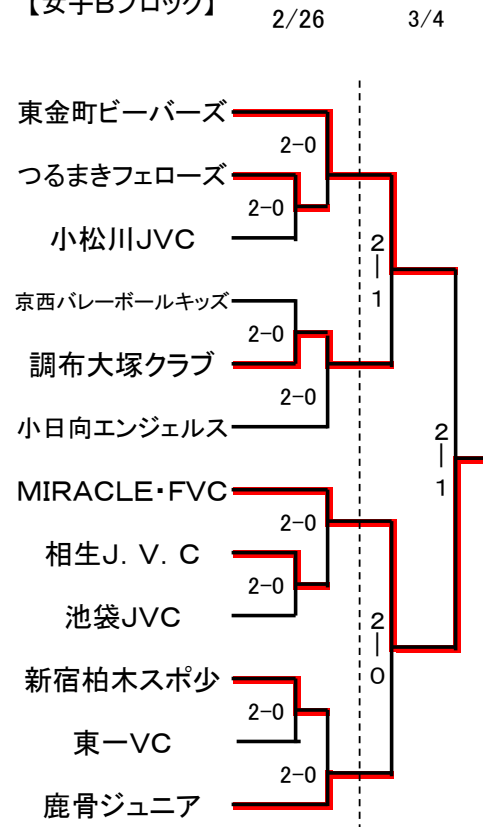 【女子Bブロック】
2/26 3/4
東金町ビーバーズ
2-0
つるまきフェローズ
2-0
小松川JVC
2|1
京西バレーボールキッズ
2-0
調布大塚クラブ
2-0
小日向エンジェルス
2|1
MIRACLE・FVC
2-0
相生J.V.C
2-0
池袋JVC
2|0
新宿柏木スポ少
2-0
東一VC
2-0
鹿骨ジュニア